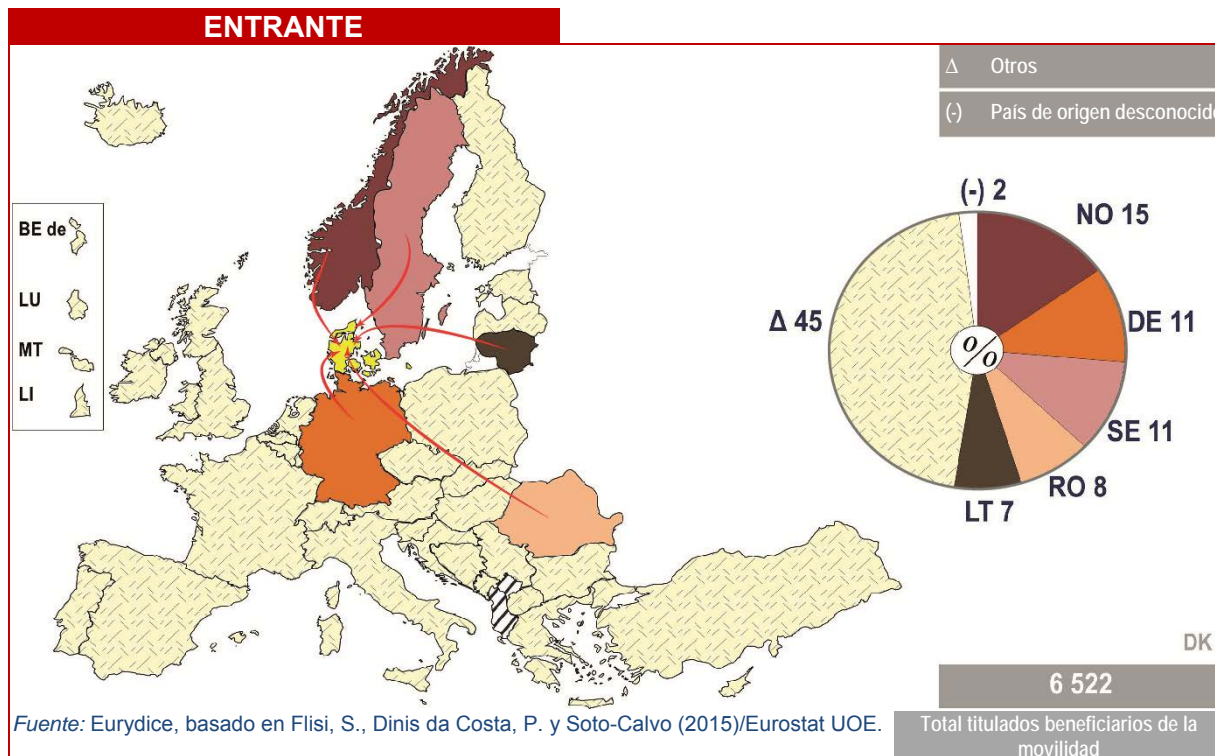 ENTRANTE
Δ Otros
(-) País de origen desconocido
BE de
LU
MT
LI
(-) 2
NO 15
DE 11
SE 11
RO 8
LT 7
Δ 45
%
DK
6 522
Total titulados beneficiarios de la
movilidad
Fuente: Eurydice, basado en Flisi, S., Dinis da Costa, P. y Soto-Calvo (2015)/Eurostat UOE.